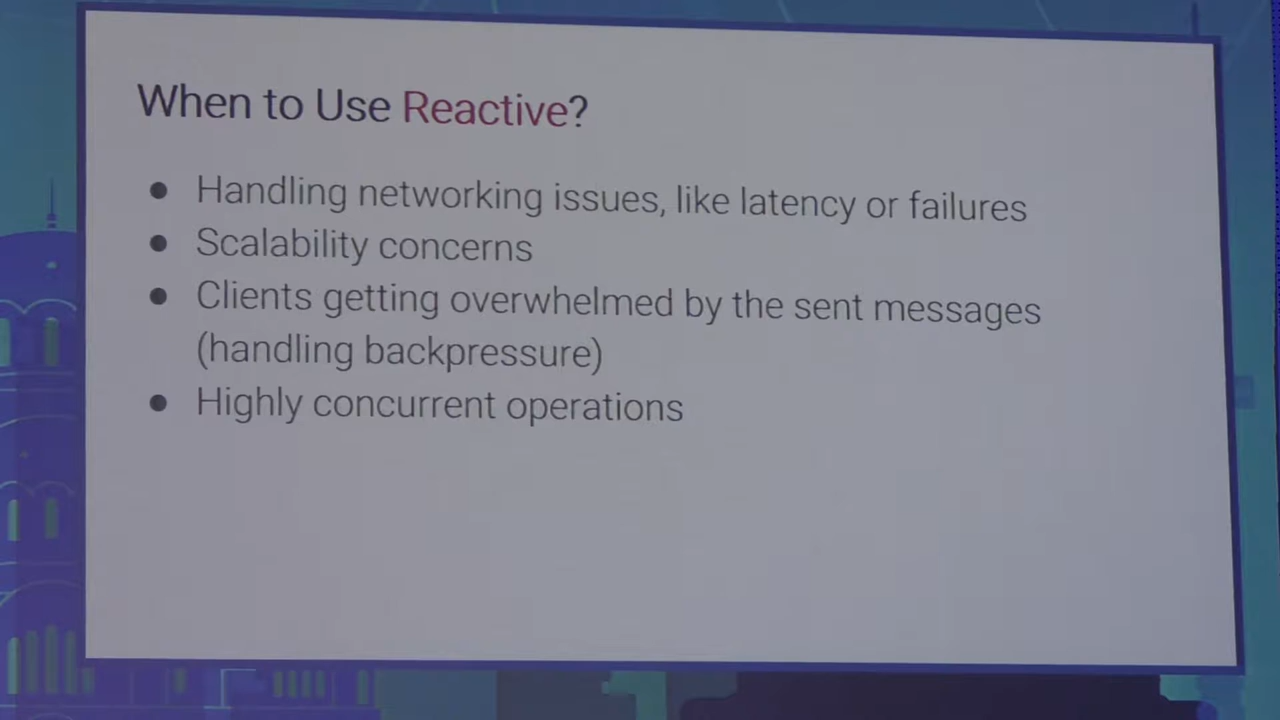 When to Use Reactive?
● Handling networking issues, like latency or failures
● Scalability concerns
● Clients getting overwhelmed by the sent messages
(handling backpressure)
● Highly concurrent operations